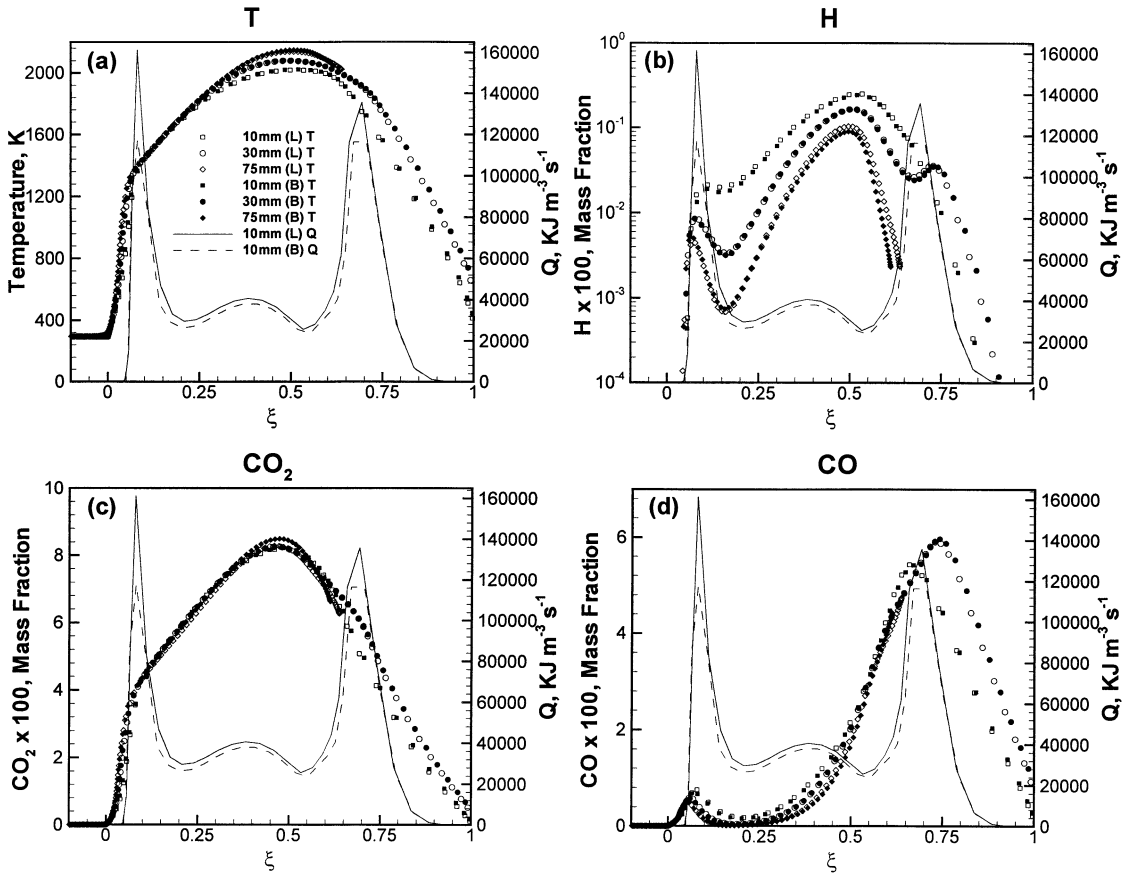 T
(a)
Temperature, K
2000
1600
1200
800
400
0
0
0.25
0.5
0.75
1
ξ
160000
140000
120000
100000
80000
60000
40000
20000
0
Q, KJ m-3 s-1
10mm (L) T
30mm (L) T
75mm (L) T
10mm (B) T
30mm (B) T
75mm (B) T
10mm (L) Q
10mm (B) Q
H
(b)
H x 100, Mass Fraction
10^0
10^-1
10^-2
10^-3
10^-4
0
0.25
0.5
0.75
1
ξ
160000
140000
120000
100000
80000
60000
40000
20000
0
Q, KJ m-3 s-1
CO2
(c)
CO2 x 100, Mass Fraction
10
8
6
4
2
0
0
0.25
0.5
0.75
1
ξ
160000
140000
120000
100000
80000
60000
40000
20000
0
Q, KJ m-3 s-1
CO
(d)
CO x 100, Mass Fraction
6
4
2
0
0
0.25
0.5
0.75
1
ξ
160000
140000
120000
100000
80000
60000
40000
20000
0
Q, KJ m-3 s-1